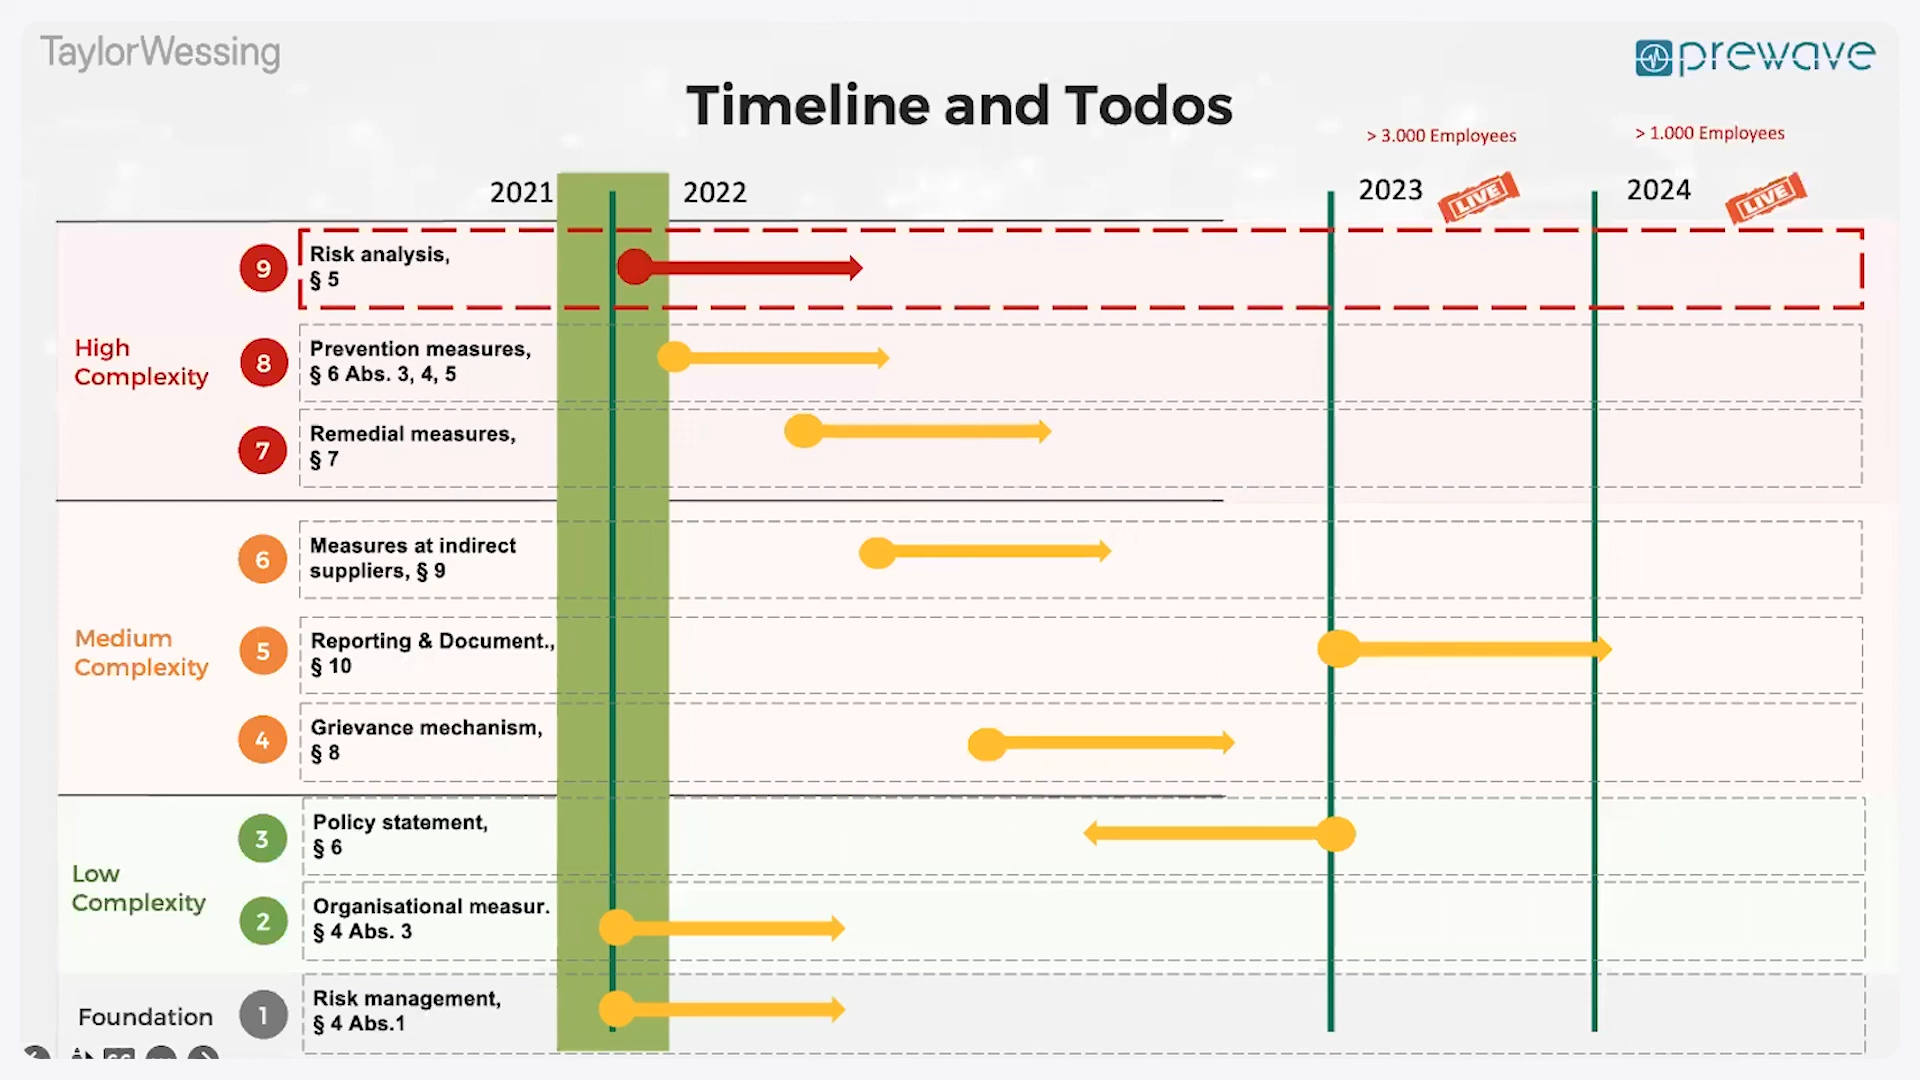 TaylorWessing
prewave
Timeline and Todos
> 3.000 Employees
> 1.000 Employees
2021
2022
2023
LIVE
2024
LIVE
High
Complexity
9
Risk analysis,
§ 5
8
Prevention measures,
§ 6 Abs. 3, 4, 5
7
Remedial measures,
§ 7
Medium
Complexity
6
Measures at indirect
suppliers, § 9
5
Reporting & Document.,
§ 10
4
Grievance mechanism,
§ 8
Low
Complexity
3
Policy statement,
§ 6
2
Organisational measur.
§ 4 Abs. 3
Foundation
1
Risk management,
§ 4 Abs.1